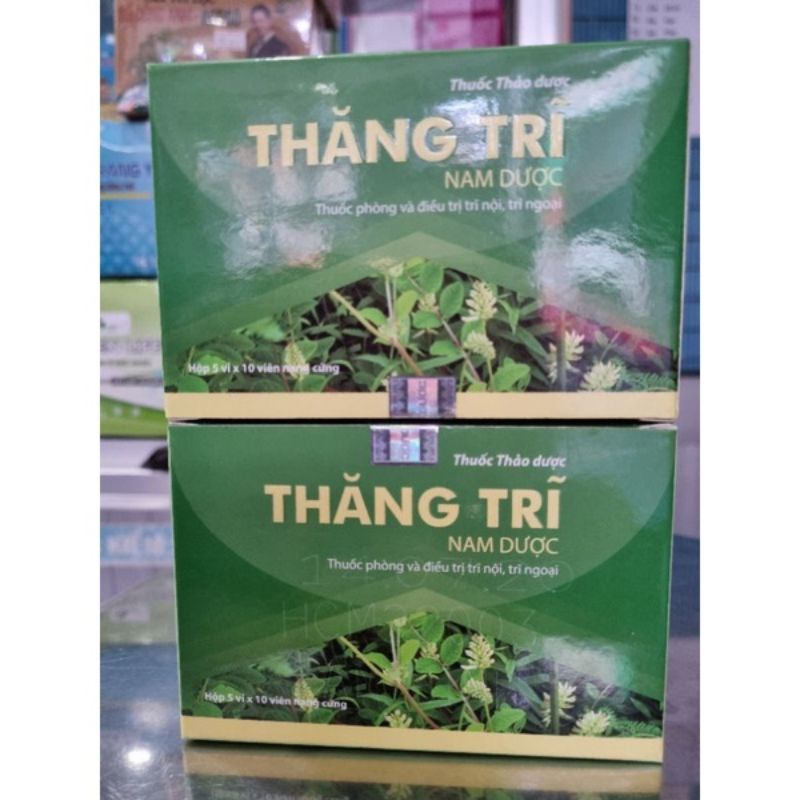 Thuốc Thảo dược
THĂNG TRĨ
NAM DƯỢC
Thuốc phòng và điều trị trĩ nội, trĩ ngoại
Hộp 5 vỉ x 10 viên nang cứng
Thuốc Thảo dược
THĂNG TRĨ
NAM DƯỢC
Thuốc phòng và điều trị trĩ nội, trĩ ngoại
Hộp 5 vỉ x 10 viên nang cứng